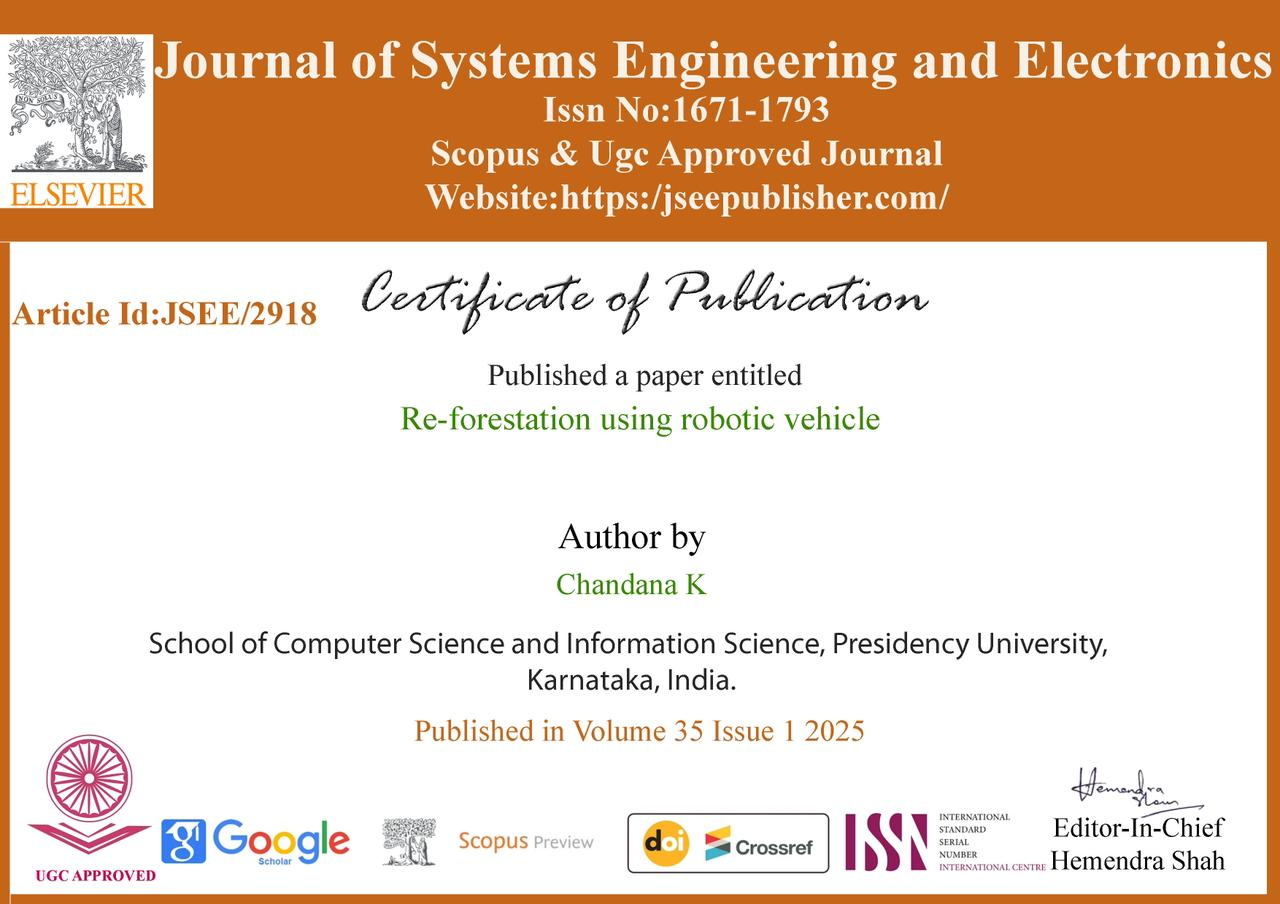 Journal of Systems Engineering and Electronics
Issn No:1671-1793
Scopus & Ugc Approved Journal
Website:https:/jseepublisher.com/
NON SOLUS
ELSEVIER
Article Id:JSEE/2918
Certificate of Publication
Published a paper entitled
Re-forestation using robotic vehicle
Author by
Chandana K
School of Computer Science and Information Science, Presidency University,
Karnataka, India.
Published in Volume 35 Issue 1 2025
UGC APPROVED
g
Google
Scholar
Scopus Preview
doi
Crossref
ISSN
INTERNATIONAL
STANDARD
SERIAL
NUMBER
INTERNATIONAL CENTRE
Hemendra
Editor-In-Chief
Hemendra Shah